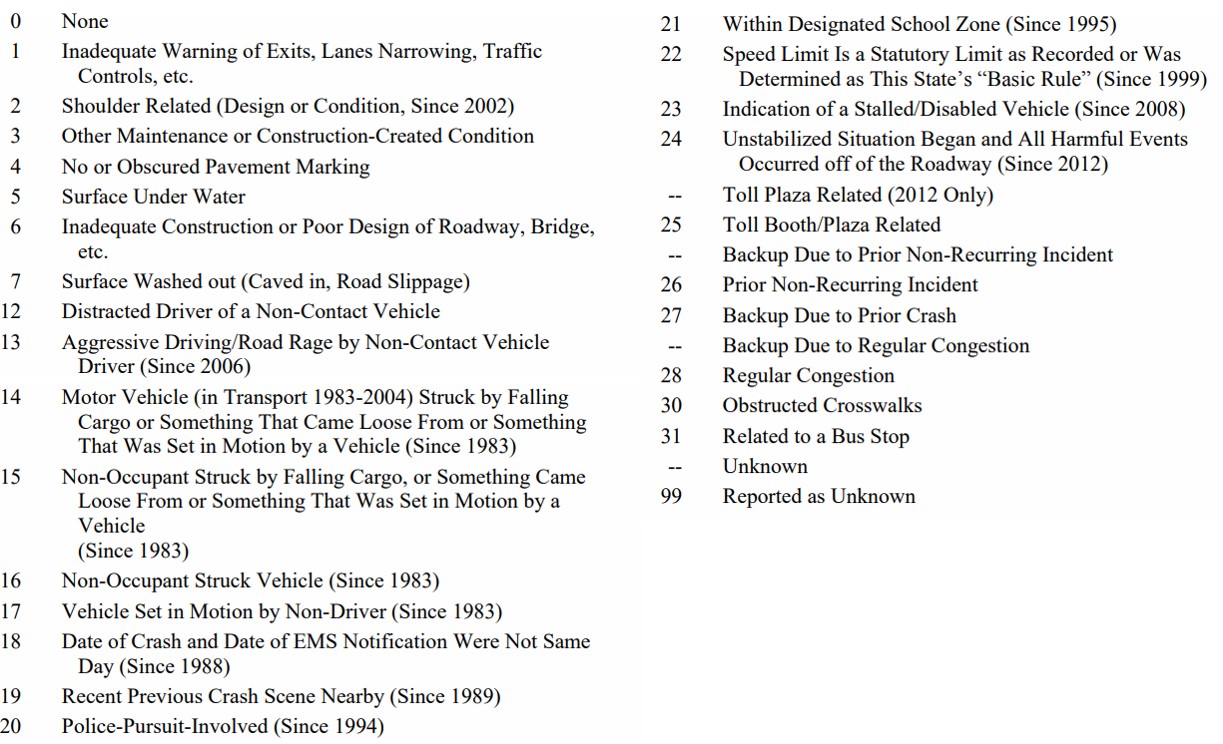 0 None
1 Inadequate Warning of Exits, Lanes Narrowing, Traffic
Controls, etc.
2 Shoulder Related (Design or Condition, Since 2002)
3 Other Maintenance or Construction-Created Condition
4 No or Obscured Pavement Marking
5 Surface Under Water
6 Inadequate Construction or Poor Design of Roadway, Bridge,
etc.
7 Surface Washed out (Caved in, Road Slippage)
12 Distracted Driver of a Non-Contact Vehicle
13 Aggressive Driving/Road Rage by Non-Contact Vehicle
Driver (Since 2006)
14 Motor Vehicle (in Transport 1983-2004) Struck by Falling
Cargo or Something That Came Loose From or Something
That Was Set in Motion by a Vehicle (Since 1983)
15 Non-Occupant Struck by Falling Cargo, or Something Came
Loose From or Something That Was Set in Motion by a
Vehicle
(Since 1983)
16 Non-Occupant Struck Vehicle (Since 1983)
17 Vehicle Set in Motion by Non-Driver (Since 1983)
18 Date of Crash and Date of EMS Notification Were Not Same
Day (Since 1988)
19 Recent Previous Crash Scene Nearby (Since 1989)
20 Police-Pursuit-Involved (Since 1994)
21 Within Designated School Zone (Since 1995)
22 Speed Limit Is a Statutory Limit as Recorded or Was
Determined as This State’s “Basic Rule” (Since 1999)
23 Indication of a Stalled/Disabled Vehicle (Since 2008)
24 Unstabilized Situation Began and All Harmful Events
Occurred off of the Roadway (Since 2012)
-- Toll Plaza Related (2012 Only)
25 Toll Booth/Plaza Related
-- Backup Due to Prior Non-Recurring Incident
26 Prior Non-Recurring Incident
27 Backup Due to Prior Crash
-- Backup Due to Regular Congestion
28 Regular Congestion
30 Obstructed Crosswalks
31 Related to a Bus Stop
-- Unknown
99 Reported as Unknown